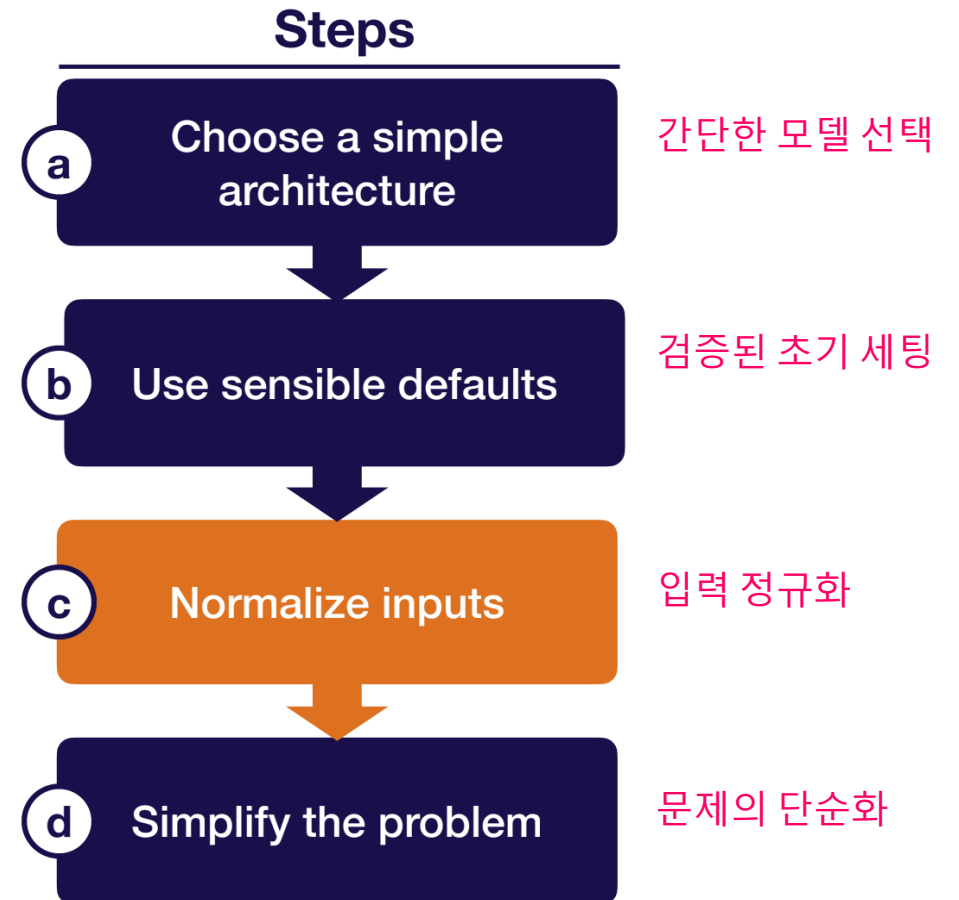 Steps
a
Choose a simple
architecture
간단한 모델 선택
b
Use sensible defaults
검증된 초기 세팅
c
Normalize inputs
입력 정규화
d
Simplify the problem
문제의 단순화